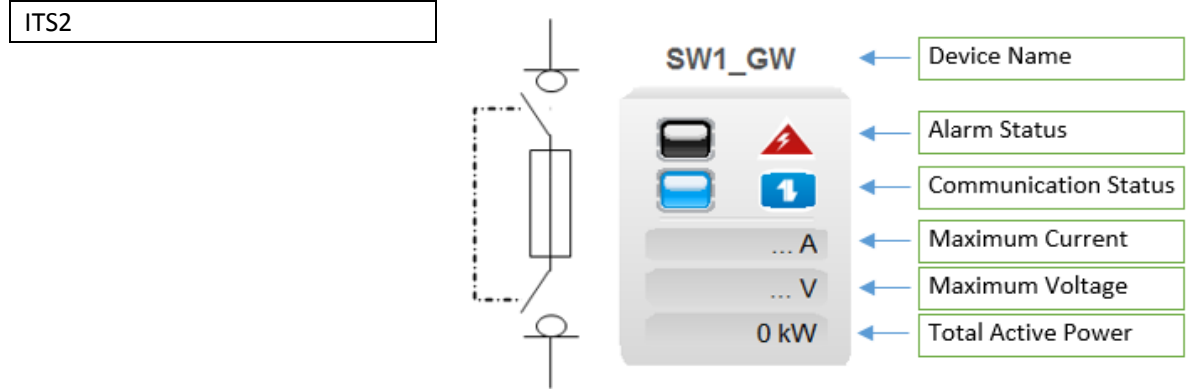 ITS2
SW1_GW
Device Name
Alarm Status
Communication Status
... A
Maximum Current
... V
Maximum Voltage
0 kW
Total Active Power